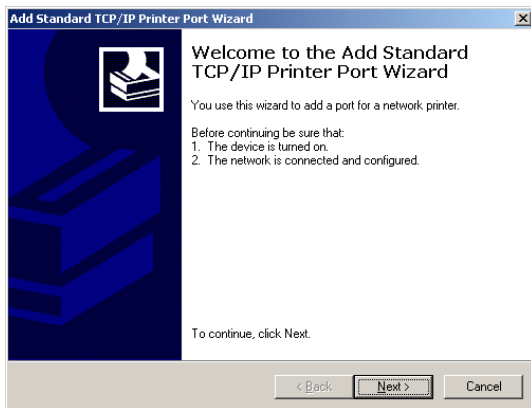 Add Standard TCP/IP Printer Port Wizard
Welcome to the Add Standard
TCP/IP Printer Port Wizard
You use this wizard to add a port for a network printer.
Before continuing be sure that:
1. The device is turned on.
2. The network is connected and configured.
To continue, click Next.
< Back
Next >
Cancel